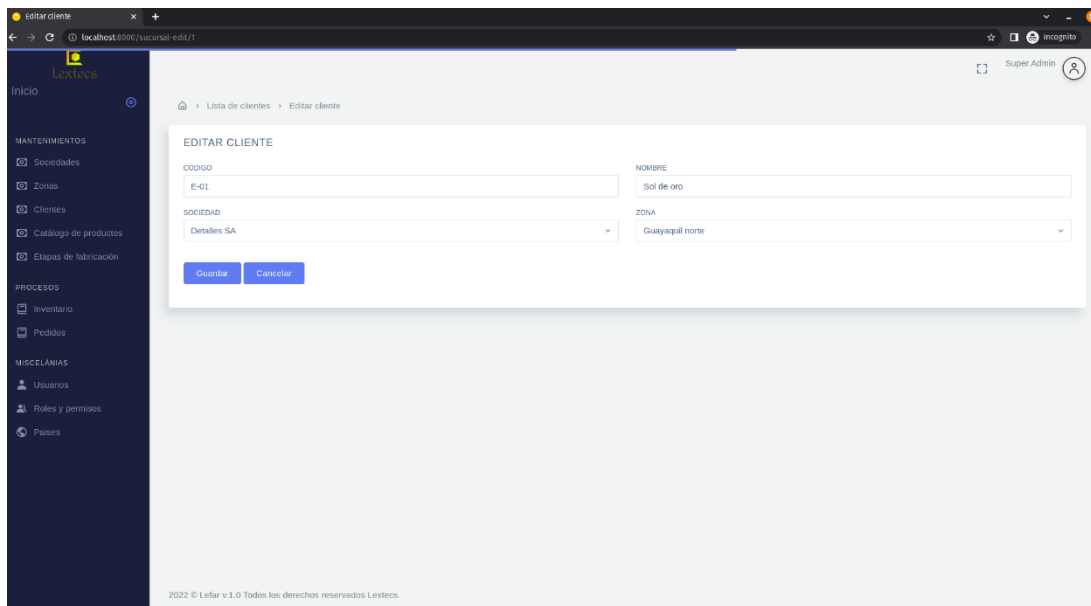 Editar cliente
localhost:8000/sucursal-edit/1
Incognito
Lextecs
Inicio
Super Admin
Lista de clientes > Editar cliente
MANTENIMIENTOS
Sociedades
Zonas
Clientes
Catálogo de productos
Etapas de fabricación
PROCESOS
Inventario
Pedidos
MISCELÁNIAS
Usuarios
Roles y permisos
Paises
EDITAR CLIENTE
CÓDIGO
E-01
NOMBRE
Sol de oro
SOCIEDAD
Detalles SA
ZONA
Guayaquil norte
Guardar
Cancelar
2022 © Lefar v.1.0 Todos los derechos reservados Lextecs.